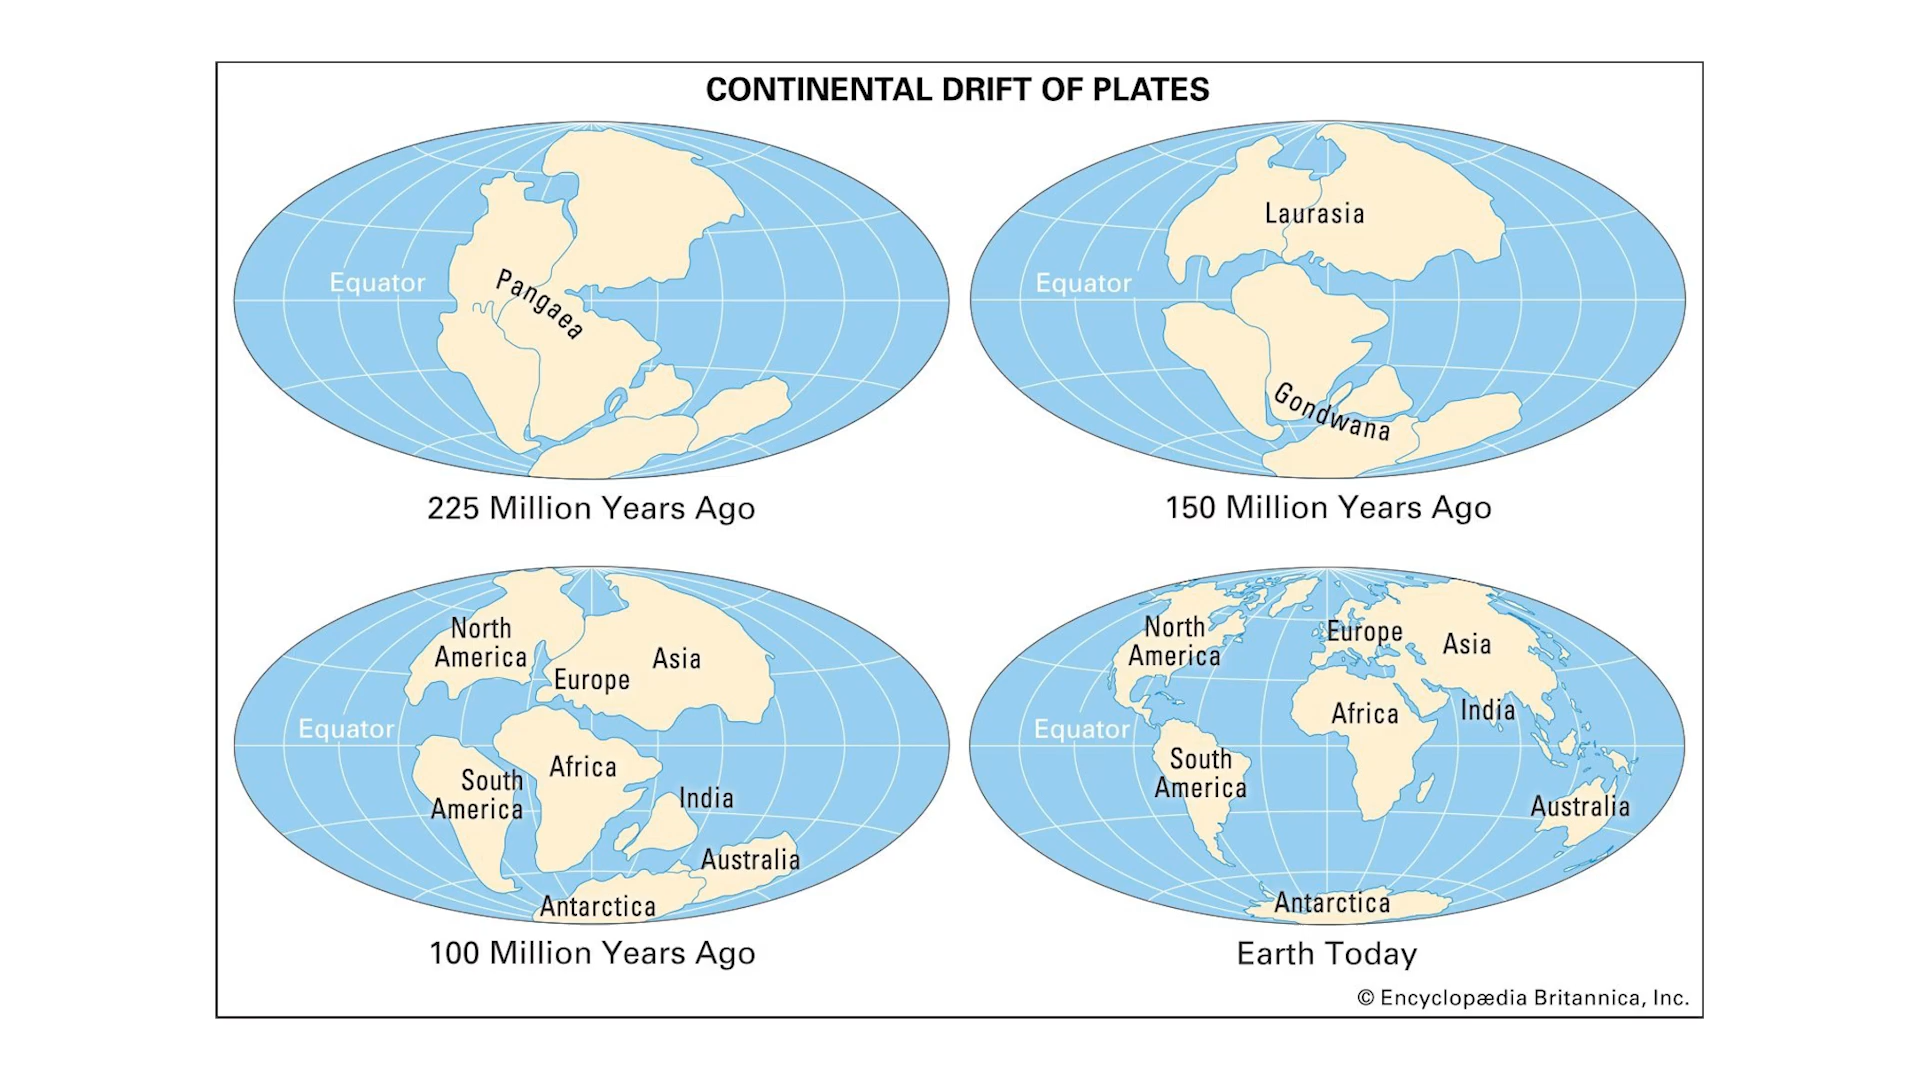 CONTINENTAL DRIFT OF PLATES
Equator
Pangaea
225 Million Years Ago
Laurasia
Equator
Gondwana
150 Million Years Ago
North
America
Europe
Asia
Equator
South
America
Africa
India
Australia
Antarctica
100 Million Years Ago
North
America
Europe
Asia
Equator
Africa
India
South
America
Australia
Antarctica
Earth Today
© Encyclopædia Britannica, Inc.